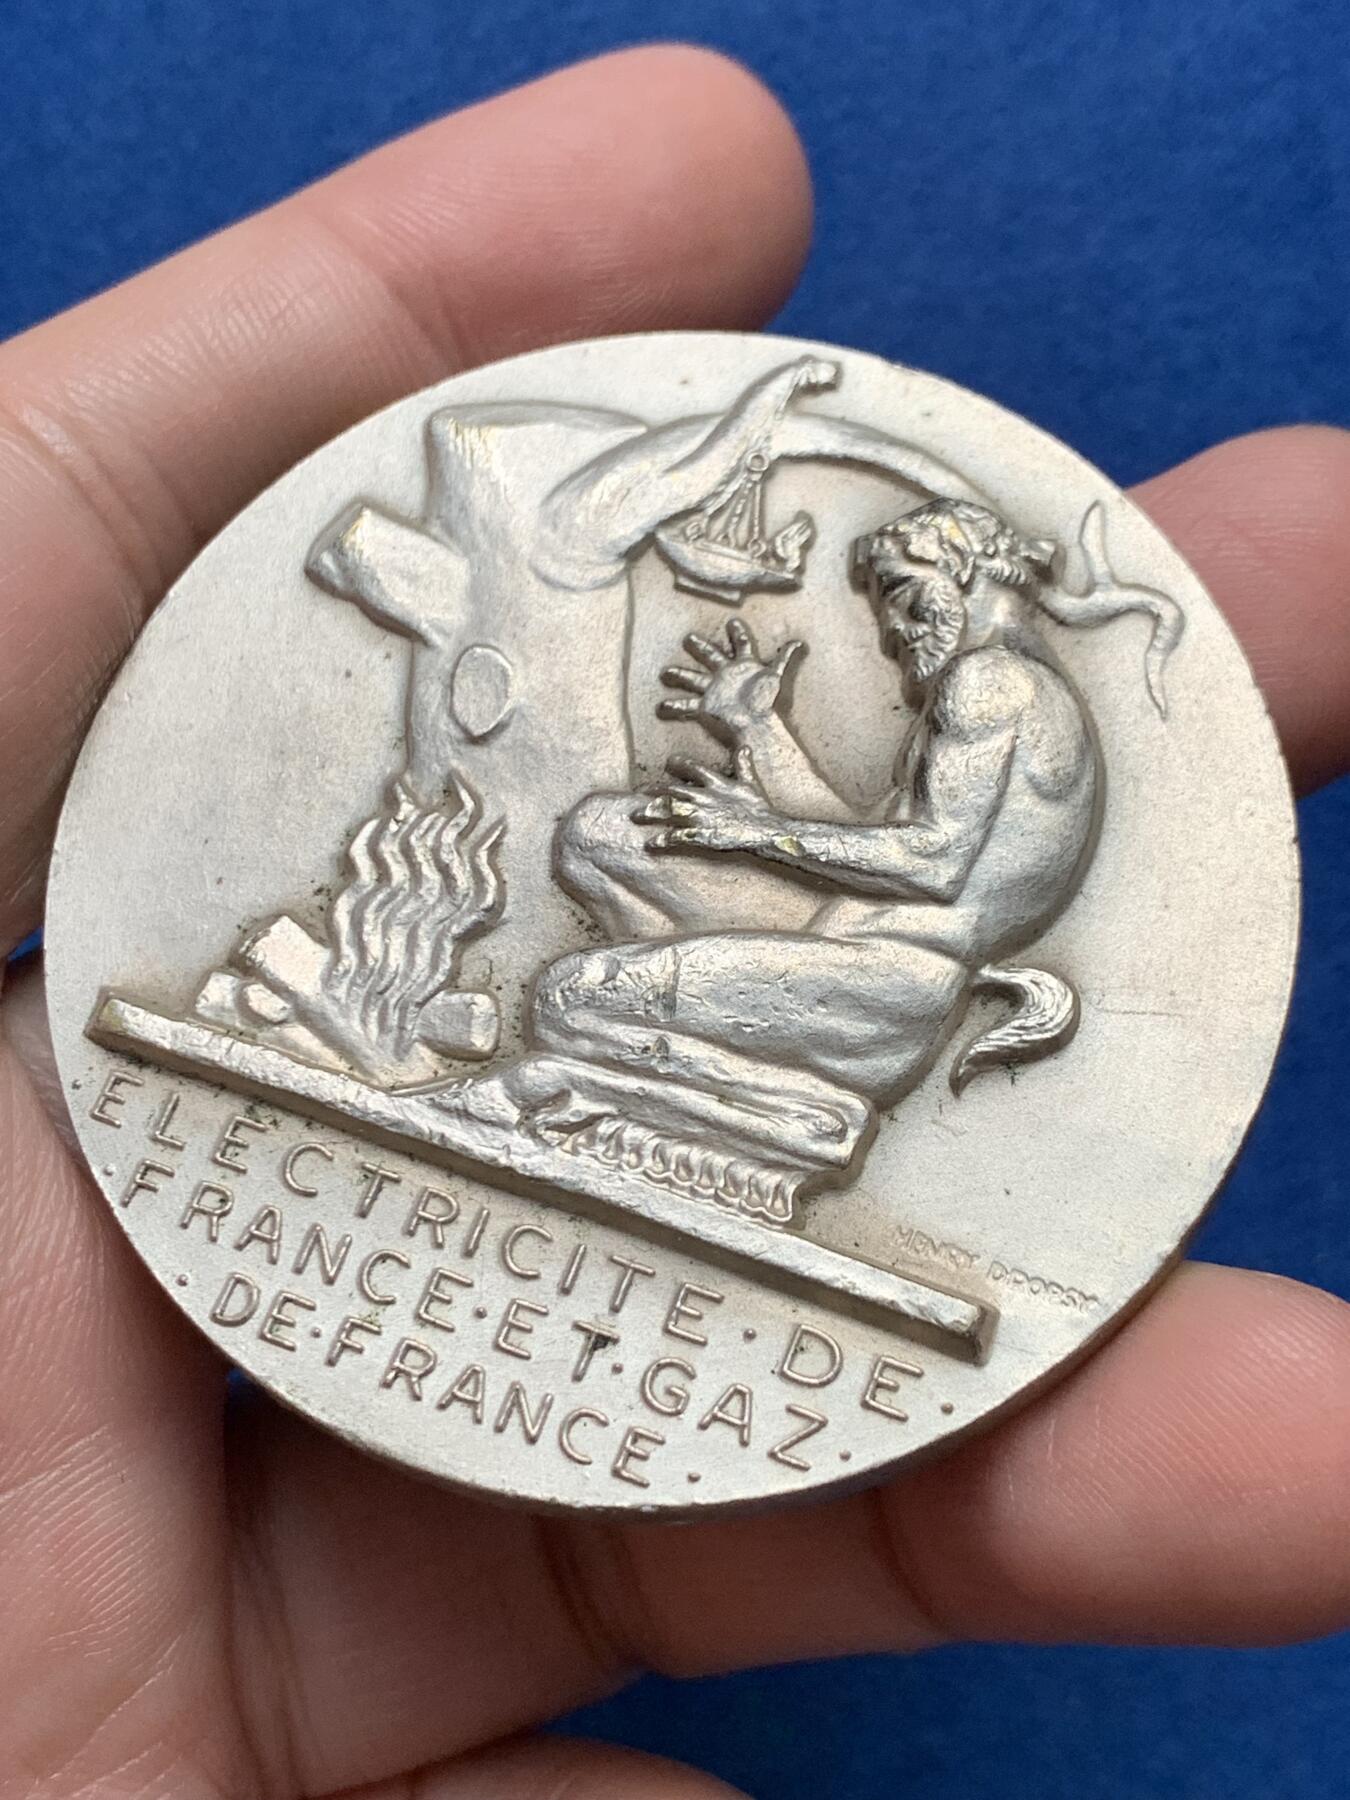 HENRY DROPSY
ELECTRICITE·DE·
·FRANCE·ET·GAZ·
·DE·FRANCE·